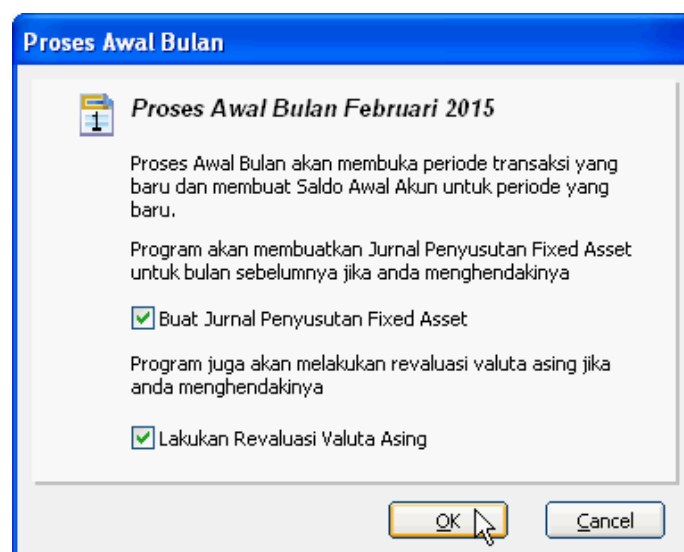 Proses Awal Bulan
1
Proses Awal Bulan Februari 2015
Proses Awal Bulan akan membuka periode transaksi yang
baru dan membuat Saldo Awal Akun untuk periode yang
baru.
Program akan membuatkan Jurnal Penyusutan Fixed Asset
untuk bulan sebelumnya jika anda menghendakinya
Buat Jurnal Penyusutan Fixed Asset
Program juga akan melakukan revaluasi valuta asing jika
anda menghendakinya
Lakukan Revaluasi Valuta Asing
OK
Cancel